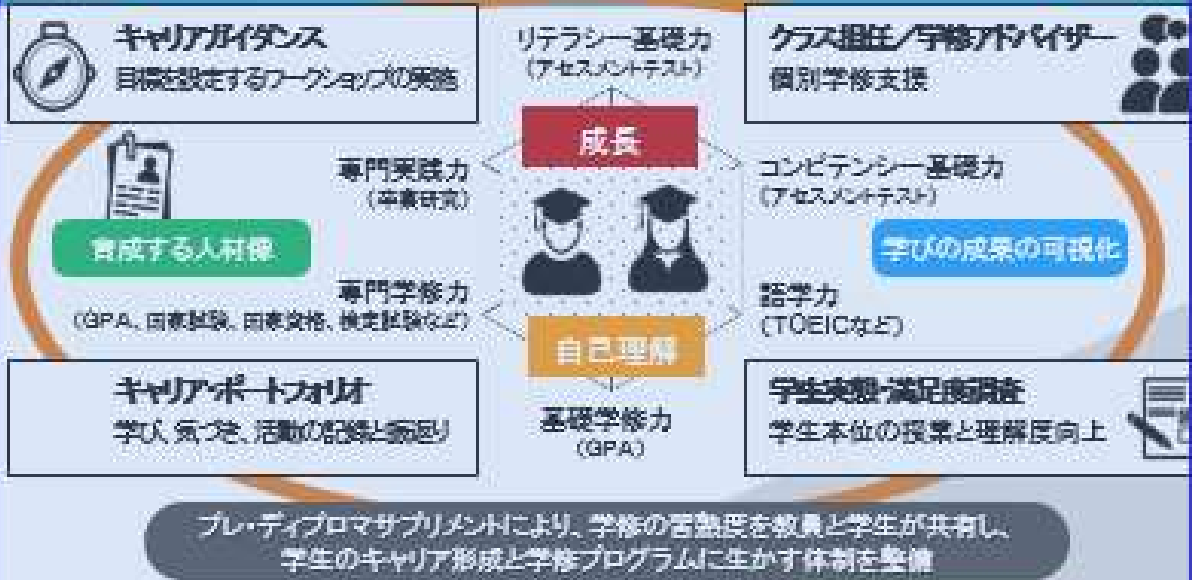 キャリアガイダンス
目標を設定するワークショップの実施
リテラシー基礎力
(アセスメントテスト)
クラス担任／学修アドバイザー
個別学修支援
成長
専門実践力
(卒業研究)
コンピテンシー基礎力
(アセスメントテスト)
育成する人材像
学びの成果の可視化
専門学修力
(GPA、国家試験、国家資格、検定試験など)
語学力
(TOEICなど)
自己理解
キャリア・ポートフォリオ
学び、気づき、活動の記録と振返り
基礎学修力
(GPA)
学生実態・満足度調査
学生本位の授業と理解度向上
プレ・ディプロマサプリメントにより、学修の習熟度を教員と学生が共有し、
学生のキャリア形成と学修プログラムに生かす体制を整備